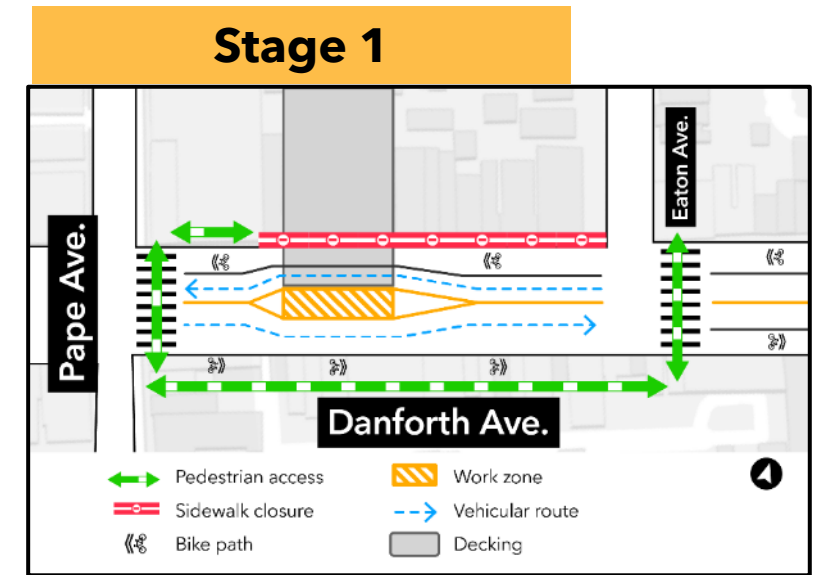 Stage 1
Eaton Ave.
Pape Ave.
Danforth Ave.
Pedestrian access
Work zone
Sidewalk closure
Vehicular route
Bike path
Decking